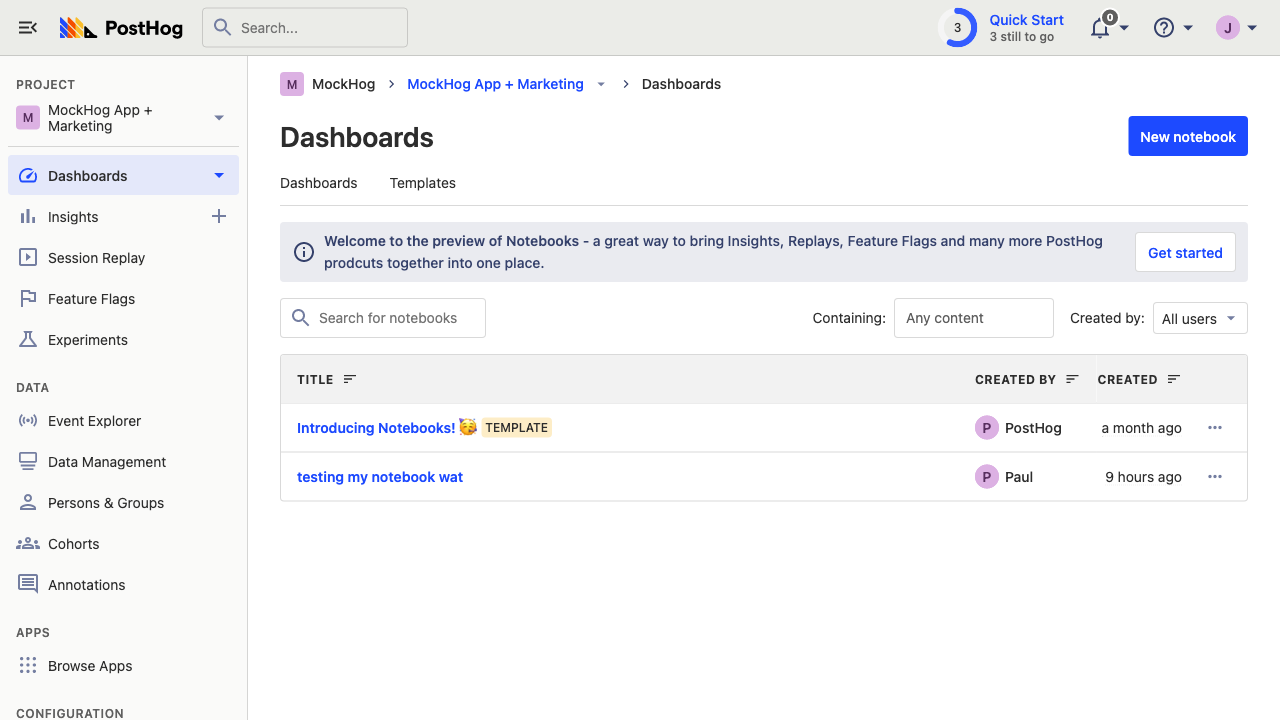 PostHog
Search...
3
Quick Start
3 still to go
0
J
PROJECT
M
MockHog App +
Marketing
Dashboards
Insights
Session Replay
Feature Flags
Experiments
DATA
Event Explorer
Data Management
Persons & Groups
Cohorts
Annotations
APPS
Browse Apps
CONFIGURATION
M MockHog MockHog App + Marketing Dashboards
Dashboards
New notebook
Dashboards Templates
Welcome to the preview of Notebooks - a great way to bring Insights, Replays, Feature Flags and many more PostHog
prodcuts together into one place.
Get started
Search for notebooks
Containing: Any content
Created by: All users
TITLE CREATED BY CREATED
Introducing Notebooks! 🥳 TEMPLATE P PostHog a month ago
testing my notebook wat P Paul 9 hours ago